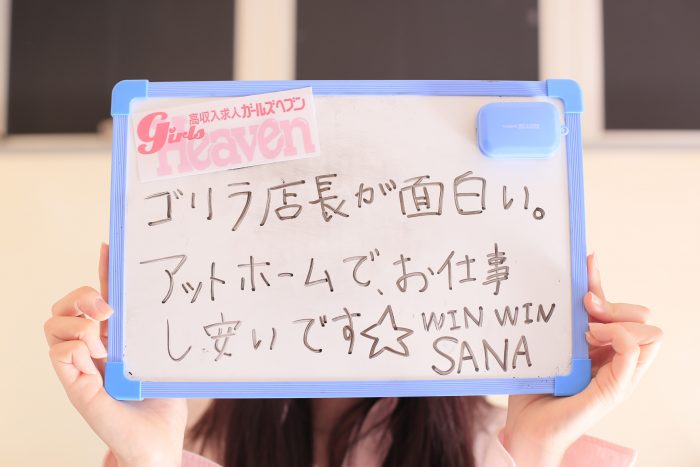 高収入求人ガールズヘブン
Girls
Heaven
ゴリラ店長が面白い。
アットホームで、お仕事
し安いです☆ WIN WIN
SANA